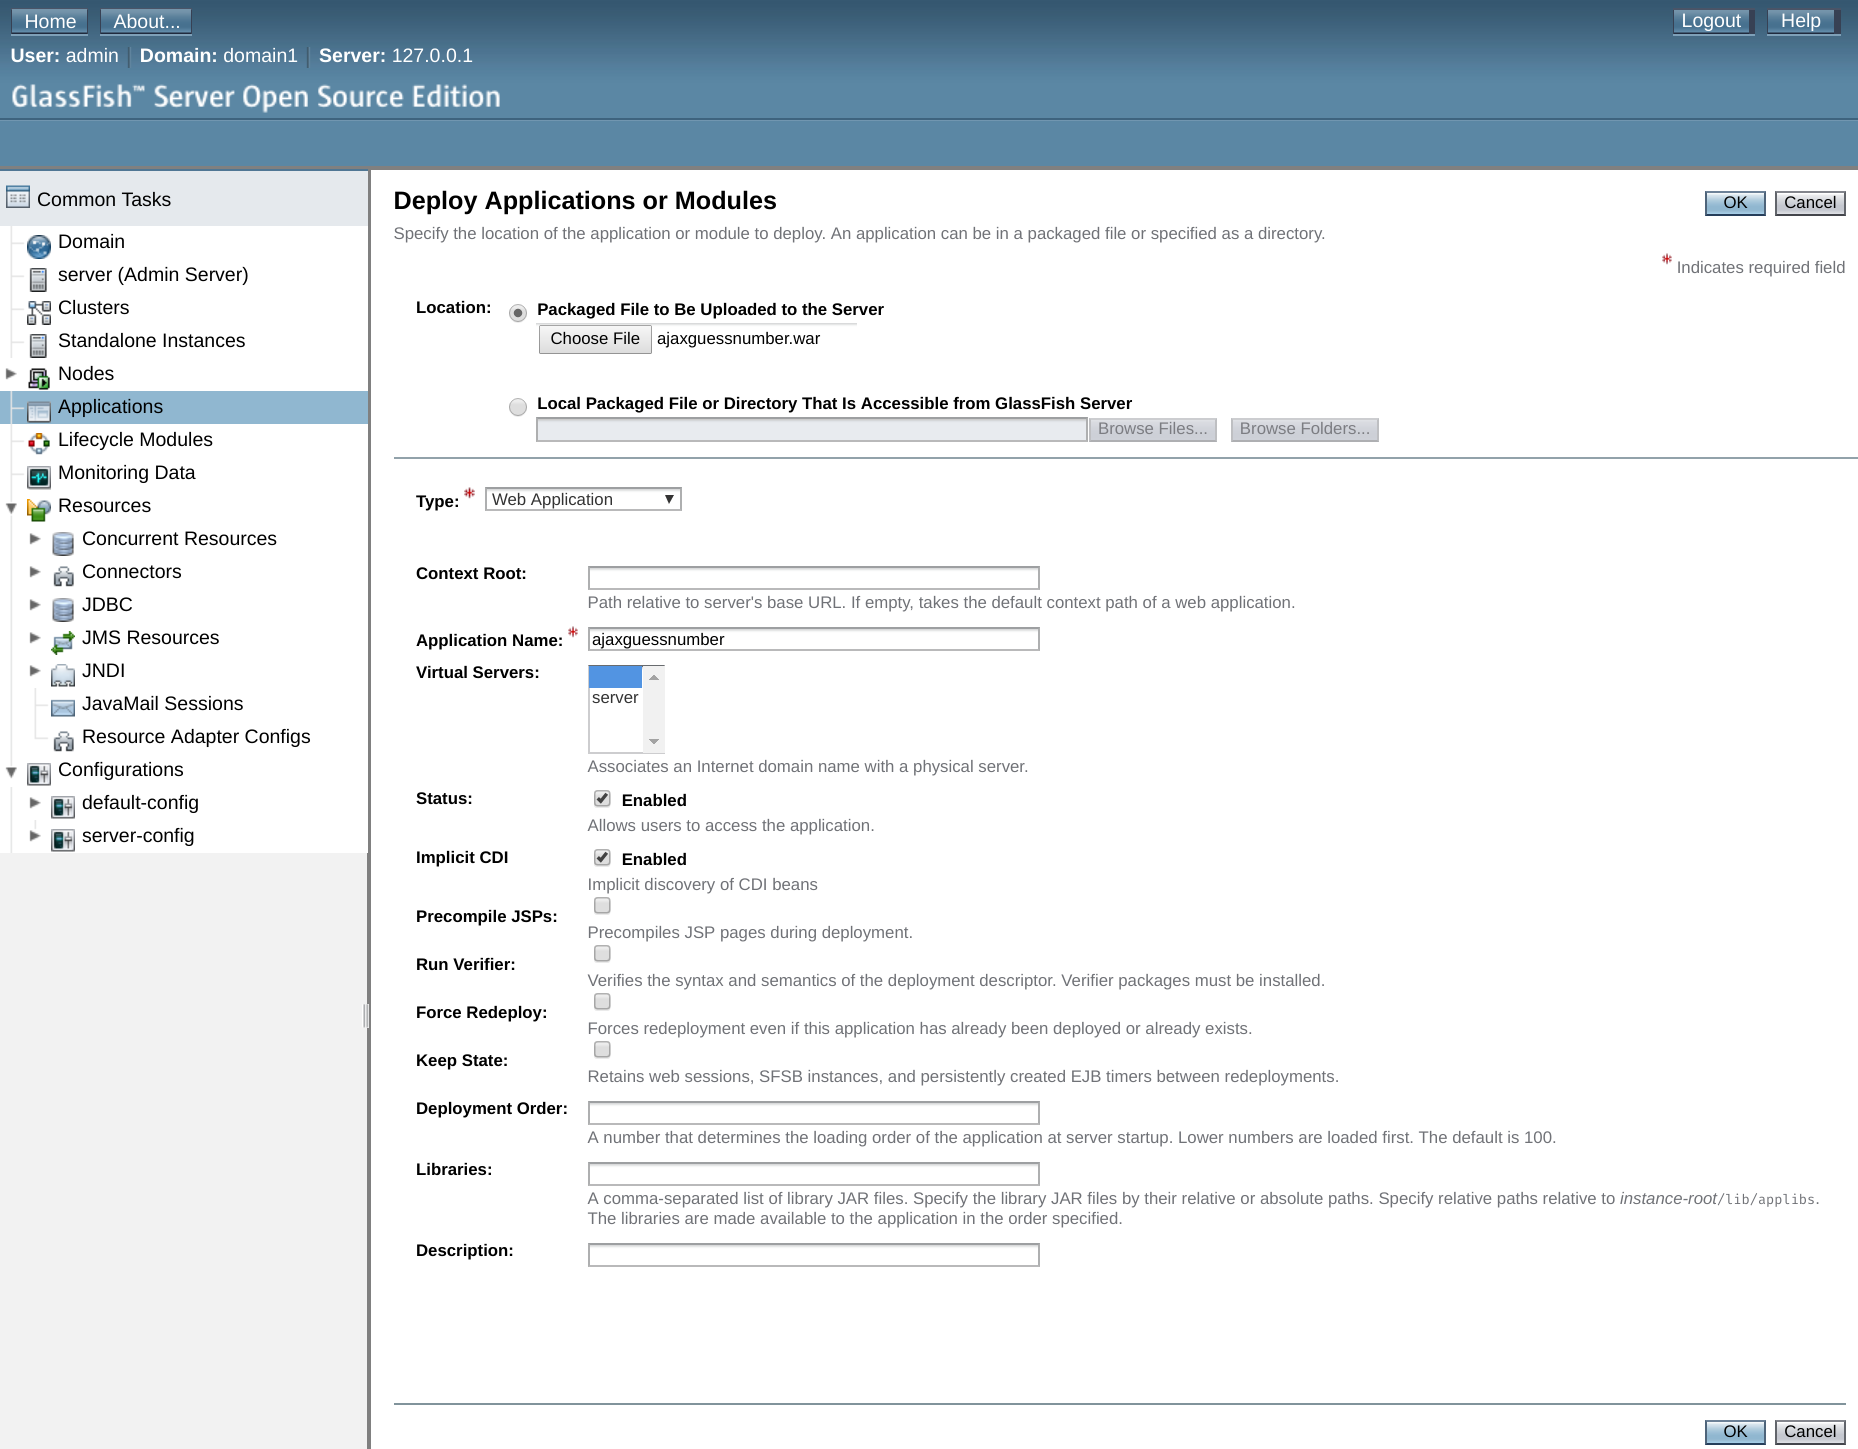 Home About... Logout Help
User: admin Domain: domain1 Server: 127.0.0.1
GlassFish™ Server Open Source Edition
Common Tasks
Domain
server (Admin Server)
Clusters
Standalone Instances
Nodes
Applications
Lifecycle Modules
Monitoring Data
Resources
Concurrent Resources
Connectors
JDBC
JMS Resources
JNDI
JavaMail Sessions
Resource Adapter Configs
Configurations
default-config
server-config
Deploy Applications or Modules
OK Cancel
Specify the location of the application or module to deploy. An application can be in a packaged file or specified as a directory.
* Indicates required field
Location: Packaged File to Be Uploaded to the Server
Choose File ajaxguessnumber.war
Local Packaged File or Directory That Is Accessible from GlassFish Server
Browse Files... Browse Folders...
Type: * Web Application
Context Root:
Path relative to server's base URL. If empty, takes the default context path of a web application.
Application Name: * ajaxguessnumber
Virtual Servers:
server
Associates an Internet domain name with a physical server.
Status: Enabled
Allows users to access the application.
Implicit CDI Enabled
Implicit discovery of CDI beans
Precompile JSPs:
Precompiles JSP pages during deployment.
Run Verifier:
Verifies the syntax and semantics of the deployment descriptor. Verifier packages must be installed.
Force Redeploy:
Forces redeployment even if this application has already been deployed or already exists.
Keep State:
Retains web sessions, SFSB instances, and persistently created EJB timers between redeployments.
Deployment Order:
A number that determines the loading order of the application at server startup. Lower numbers are loaded first. The default is 100.
Libraries:
A comma-separated list of library JAR files. Specify the library JAR files by their relative or absolute paths. Specify relative paths relative to instance-root/lib/applibs.
The libraries are made available to the application in the order specified.
Description:
OK Cancel